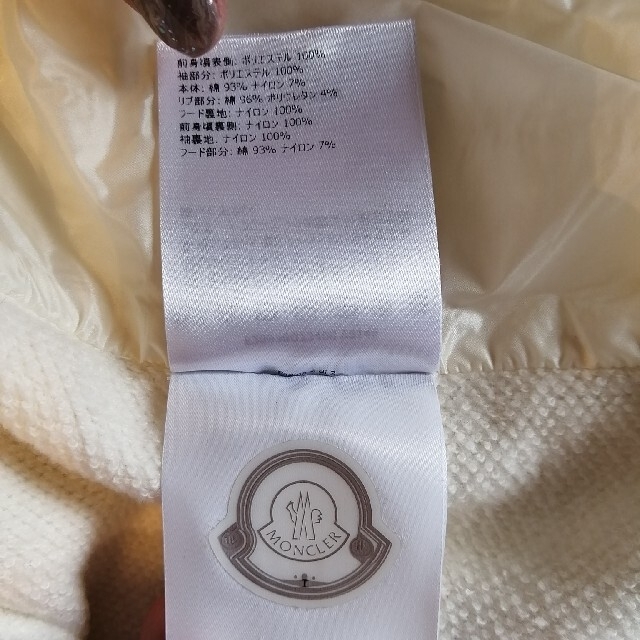 前身頃表側: ポリエステル 100%
袖部分: ポリエステル 100%
本体: 綿 93% ナイロン 7%
リブ部分: 綿 96% ポリウレタン 4%
フード裏地: ナイロン 100%
前身頃裏側: ナイロン 100%
袖裏地: ナイロン 100%
フード部分: 綿 93% ナイロン 7%
MONCLER